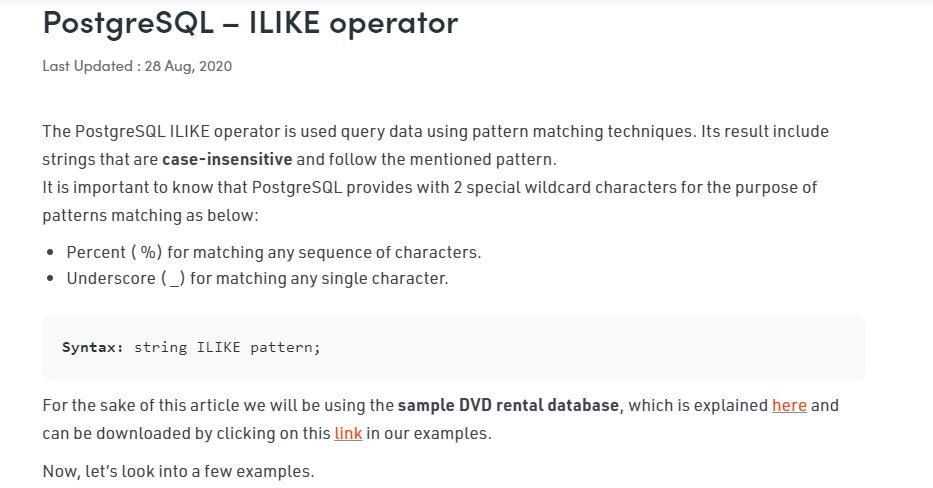 PostgreSQL – ILIKE operator
Last Updated : 28 Aug, 2020
The PostgreSQL ILIKE operator is used query data using pattern matching techniques. Its result include
strings that are case-insensitive and follow the mentioned pattern.
It is important to know that PostgreSQL provides with 2 special wildcard characters for the purpose of
patterns matching as below:
• Percent ( %) for matching any sequence of characters.
• Underscore ( _) for matching any single character.
Syntax: string ILIKE pattern;
For the sake of this article we will be using the sample DVD rental database, which is explained here and
can be downloaded by clicking on this link in our examples.
Now, let’s look into a few examples.